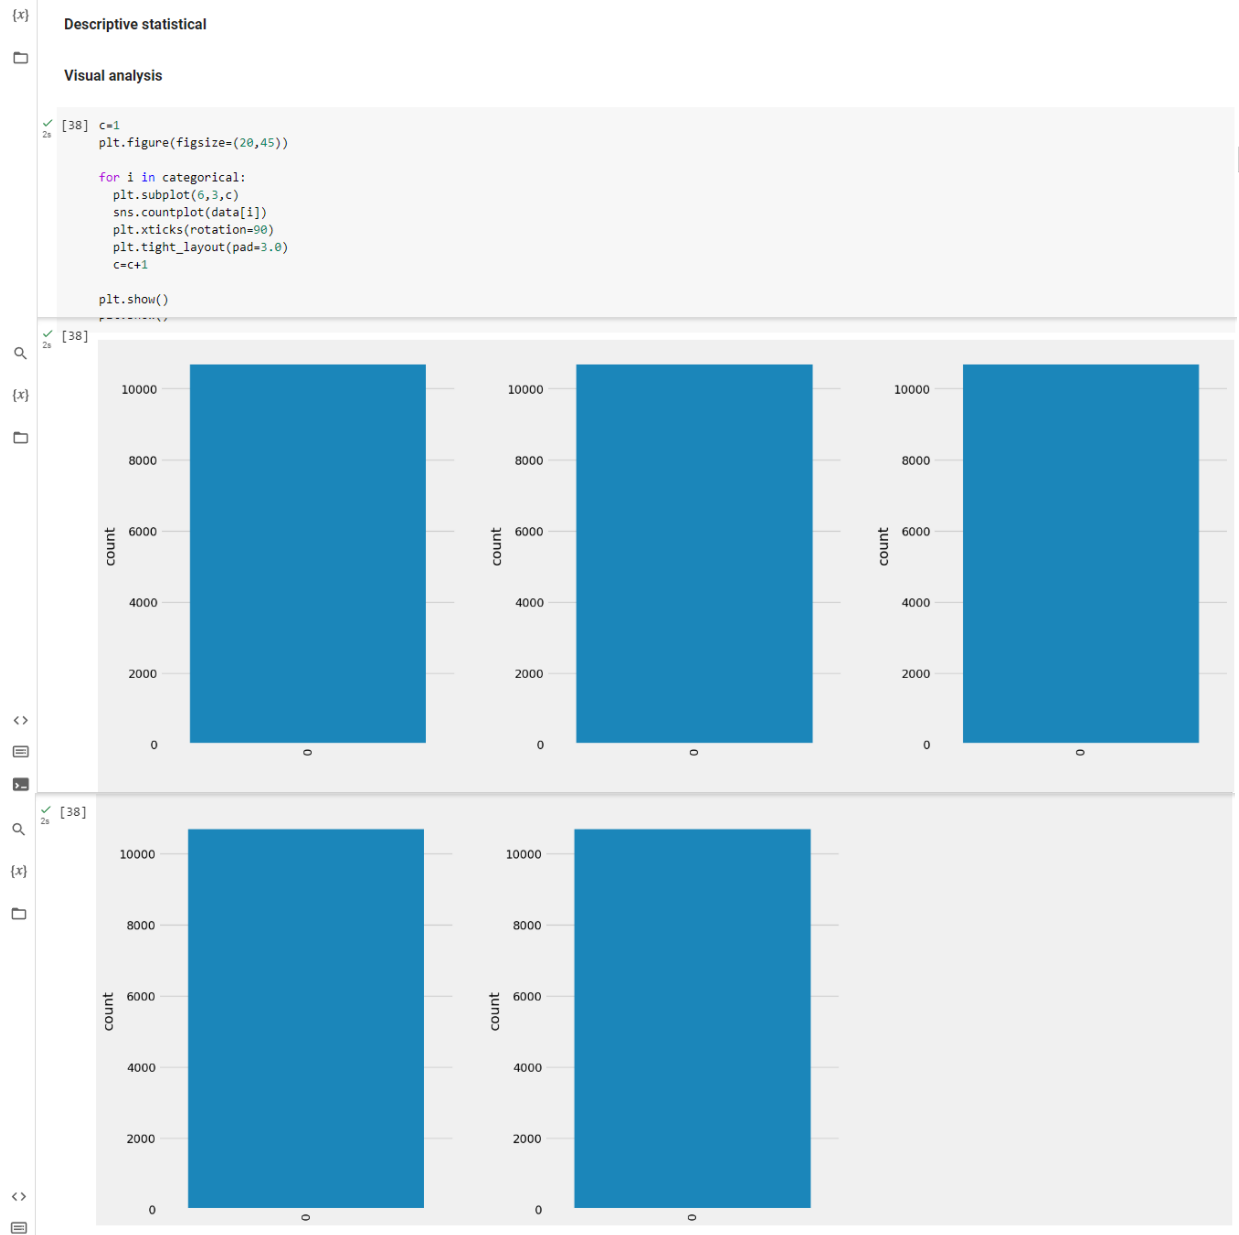 {x}
Descriptive statistical
Visual analysis
2s
[38] c=1
plt.figure(figsize=(20,45))
for i in categorical:
plt.subplot(6,3,c)
sns.countplot(data[i])
plt.xticks(rotation=90)
plt.tight_layout(pad=3.0)
c=c+1
plt.show()
[38]
2s
{x}
10000
8000
6000
4000
2000
0
count
0
10000
8000
6000
4000
2000
0
count
0
10000
8000
6000
4000
2000
0
count
0
[38]
2s
{x}
10000
8000
6000
4000
2000
0
count
0
10000
8000
6000
4000
2000
0
count
0